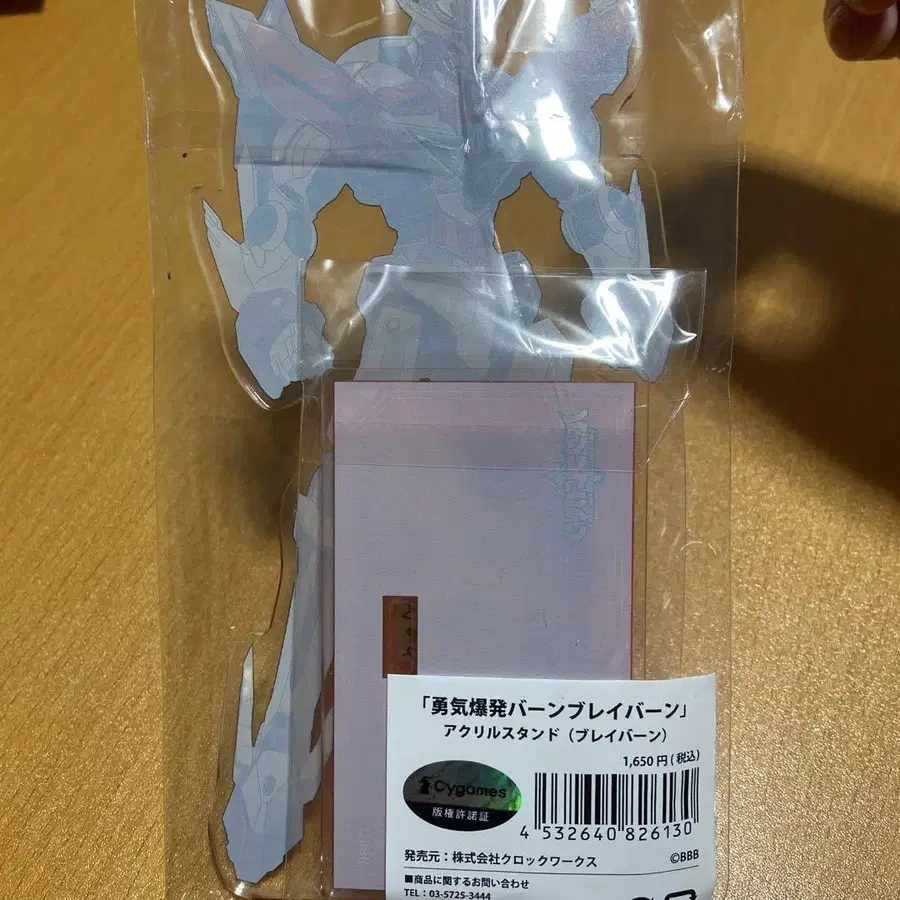 「勇気爆発バーンブレイバーン」
アクリルスタンド(ブレイバーン)
1,650 円 ( 税込)
Cygames
版権許諾証
4 532640 826130
発売元:株式会社クロックワークス
©BBB
■商品に関するお問い合わせ
TEL:03-5725-3444